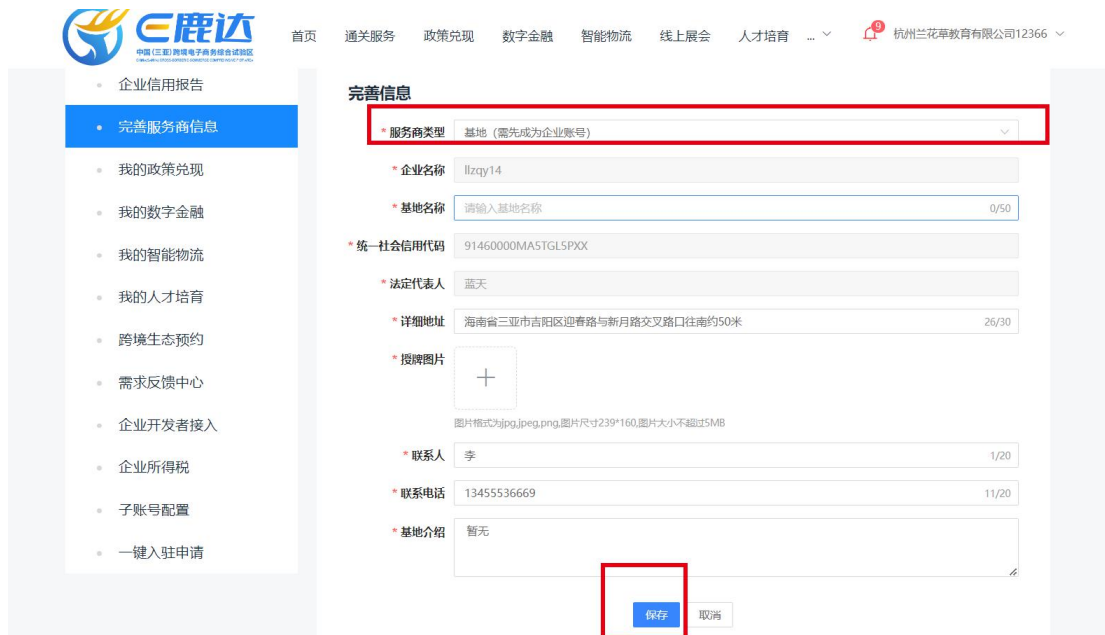 E鹿达
中国(三亚)跨境电子商务综合试验区
首页 通关服务 政策兑现 数字金融 智能物流 线上展会 人才培育 ... 9 杭州兰花草教育有限公司12366
企业信用报告
完善服务商信息
我的政策兑现
我的数字金融
我的智能物流
我的人才培育
跨境生态预约
需求反馈中心
企业开发者接入
企业所得税
子账号配置
一键入驻申请
完善信息
* 服务商类型 基地（需先成为企业账号）
* 企业名称 llzqy14
* 基地名称 请输入基地名称 0/50
* 统一社会信用代码 91460000MA5TGL5PXX
* 法定代表人 蓝天
* 详细地址 海南省三亚市吉阳区迎春路与新月路交叉路口往南约50米 26/30
* 授牌图片
图片格式为jpg,jpeg,png,图片尺寸239*160,图片大小不超过5MB
* 联系人 李 1/20
* 联系电话 13455536669 11/20
* 基地介绍 暂无
保存 取消